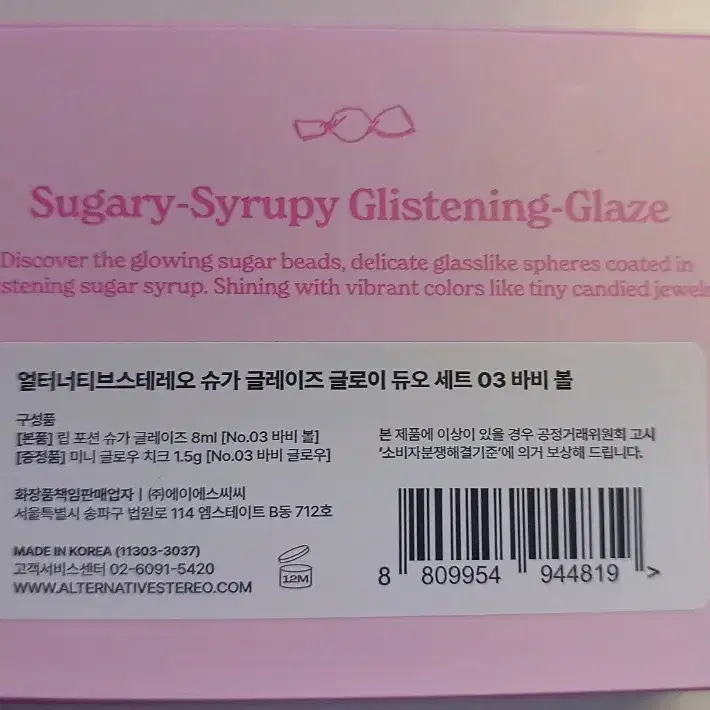 Sugary-Syrupy Glistening-Glaze
Discover the glowing sugar beads, delicate glasslike spheres coated in
stening sugar syrup. Shining with vibrant colors like tiny candied jewels
얼터너티브스테레오 슈가 글레이즈 글로이 듀오 세트 03 바비 볼
구성품
[본품] 립 포션 슈가 글레이즈 8ml [No.03 바비 볼]
[증정품] 미니 글로우 치크 1.5g [No.03 바비 글로우]
본 제품에 이상이 있을 경우 공정거래위원회 고시
'소비자분쟁해결기준'에 의거 보상해 드립니다.
화장품책임판매업자 | ㈜에이에스씨씨
서울특별시 송파구 법원로 114 엠스테이트 B동 712호
MADE IN KOREA (11303-3037)
고객서비스센터 02-6091-5420
WWW.ALTERNATIVESTEREO.COM
12M
8 809954 944819 >